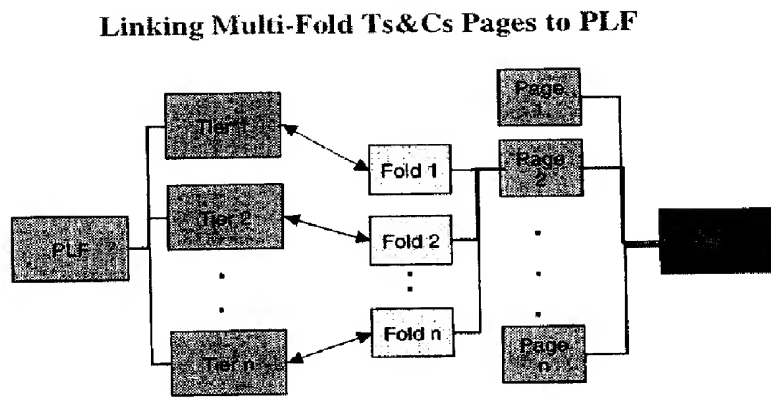 Linking Multi-Fold Ts&Cs Pages to PLF
PLF
Tier 1
Tier 2
Tier n
Fold 1
Fold 2
Fold n
Page
1
Page
2
Page
n